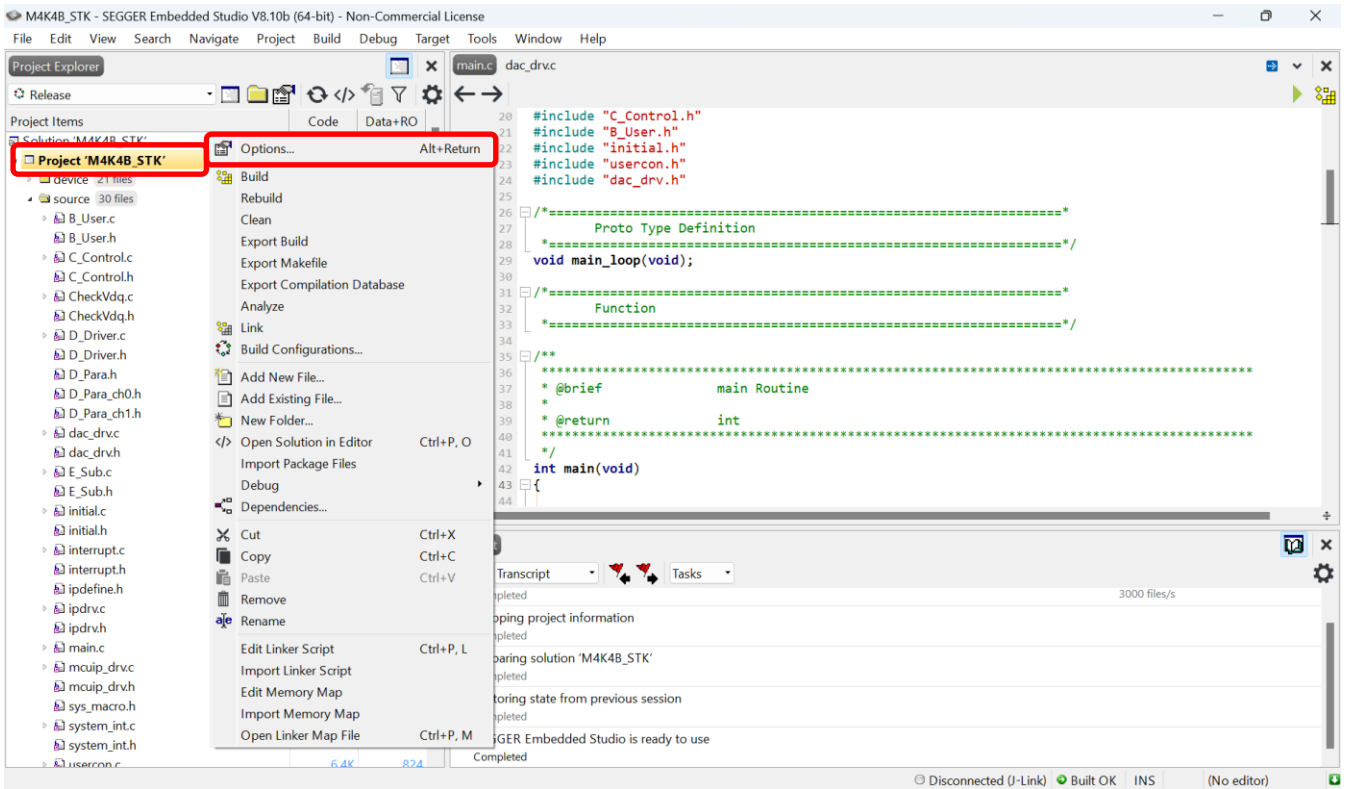 M4K4B_STK - SEGGER Embedded Studio V8.10b (64-bit) - Non-Commercial License
File Edit View Search Navigate Project Build Debug Target Tools Window Help
Project Explorer
Release
Project Items Code Data+RO
Solution 'M4K4B_STK'
Project 'M4K4B_STK'
device 21 files
source 30 files
B_User.c
B_User.h
C_Control.c
C_Control.h
CheckVdq.c
CheckVdq.h
D_Driver.c
D_Driver.h
D_Para.h
D_Para_ch0.h
D_Para_ch1.h
dac_drv.c
dac_drv.h
E_Sub.c
E_Sub.h
initial.c
initial.h
interrupt.c
interrupt.h
ipdefine.h
ipdrv.c
ipdrv.h
main.c
mcuip_drv.c
mcuip_drv.h
sys_macro.h
system_int.c
system_int.h
usercon.c 6.4K 824
Options... Alt+Return
Build
Rebuild
Clean
Export Build
Export Makefile
Export Compilation Database
Analyze
Link
Build Configurations...
Add New File...
Add Existing File...
New Folder...
Open Solution in Editor Ctrl+P, O
Import Package Files
Debug
Dependencies...
Cut Ctrl+X
Copy Ctrl+C
Paste Ctrl+V
Remove
Rename
Edit Linker Script Ctrl+P, L
Import Linker Script
Edit Memory Map
Import Memory Map
Open Linker Map File Ctrl+P, M
main.c dac_drv.c
20 #include "C_Control.h"
21 #include "B_User.h"
22 #include "initial.h"
23 #include "usercon.h"
24 #include "dac_drv.h"
25
26 /*===================================================================*
27 Proto Type Definition
28 *===================================================================*/
29 void main_loop(void);
30
31 /*===================================================================*
32 Function
33 *===================================================================*/
34
35 /**
36 *********************************************************************************************
37 * @brief main Routine
38 *
39 * @return int
40 *********************************************************************************************
41 */
42 int main(void)
43 {
44
Transcript Tasks
pleted 3000 files/s
pping project information
pleted
paring solution 'M4K4B_STK'
pleted
toring state from previous session
pleted
GGER Embedded Studio is ready to use
Completed
Disconnected (J-Link) Built OK INS (No editor)